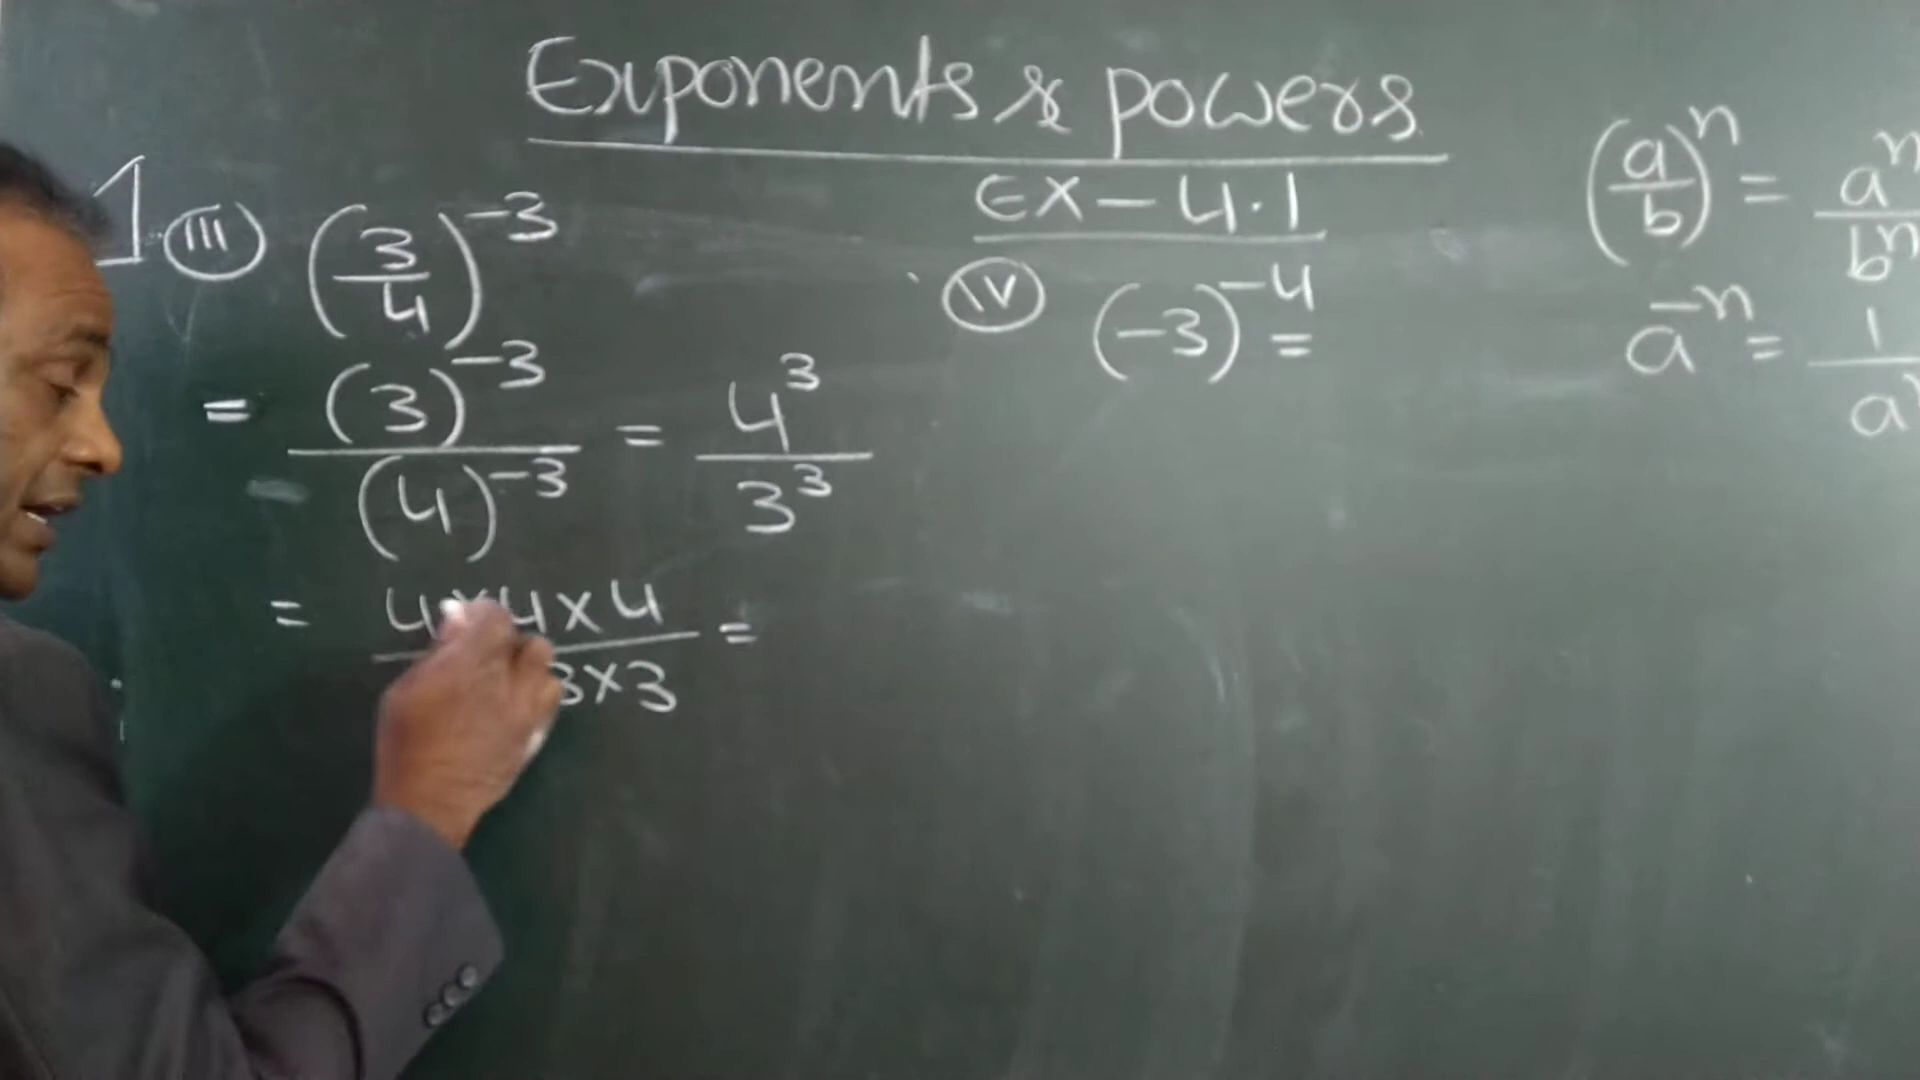 Exponents & powers
EX-4.1
1. (iii) (3/4)^-3
= (3)^-3/(4)^-3 = 4^3/3^3
= 4×4×4/3×3 =
(iv) (-3)^-4 =
(a/b)^n = a^n/b^n
a^-n = 1/a